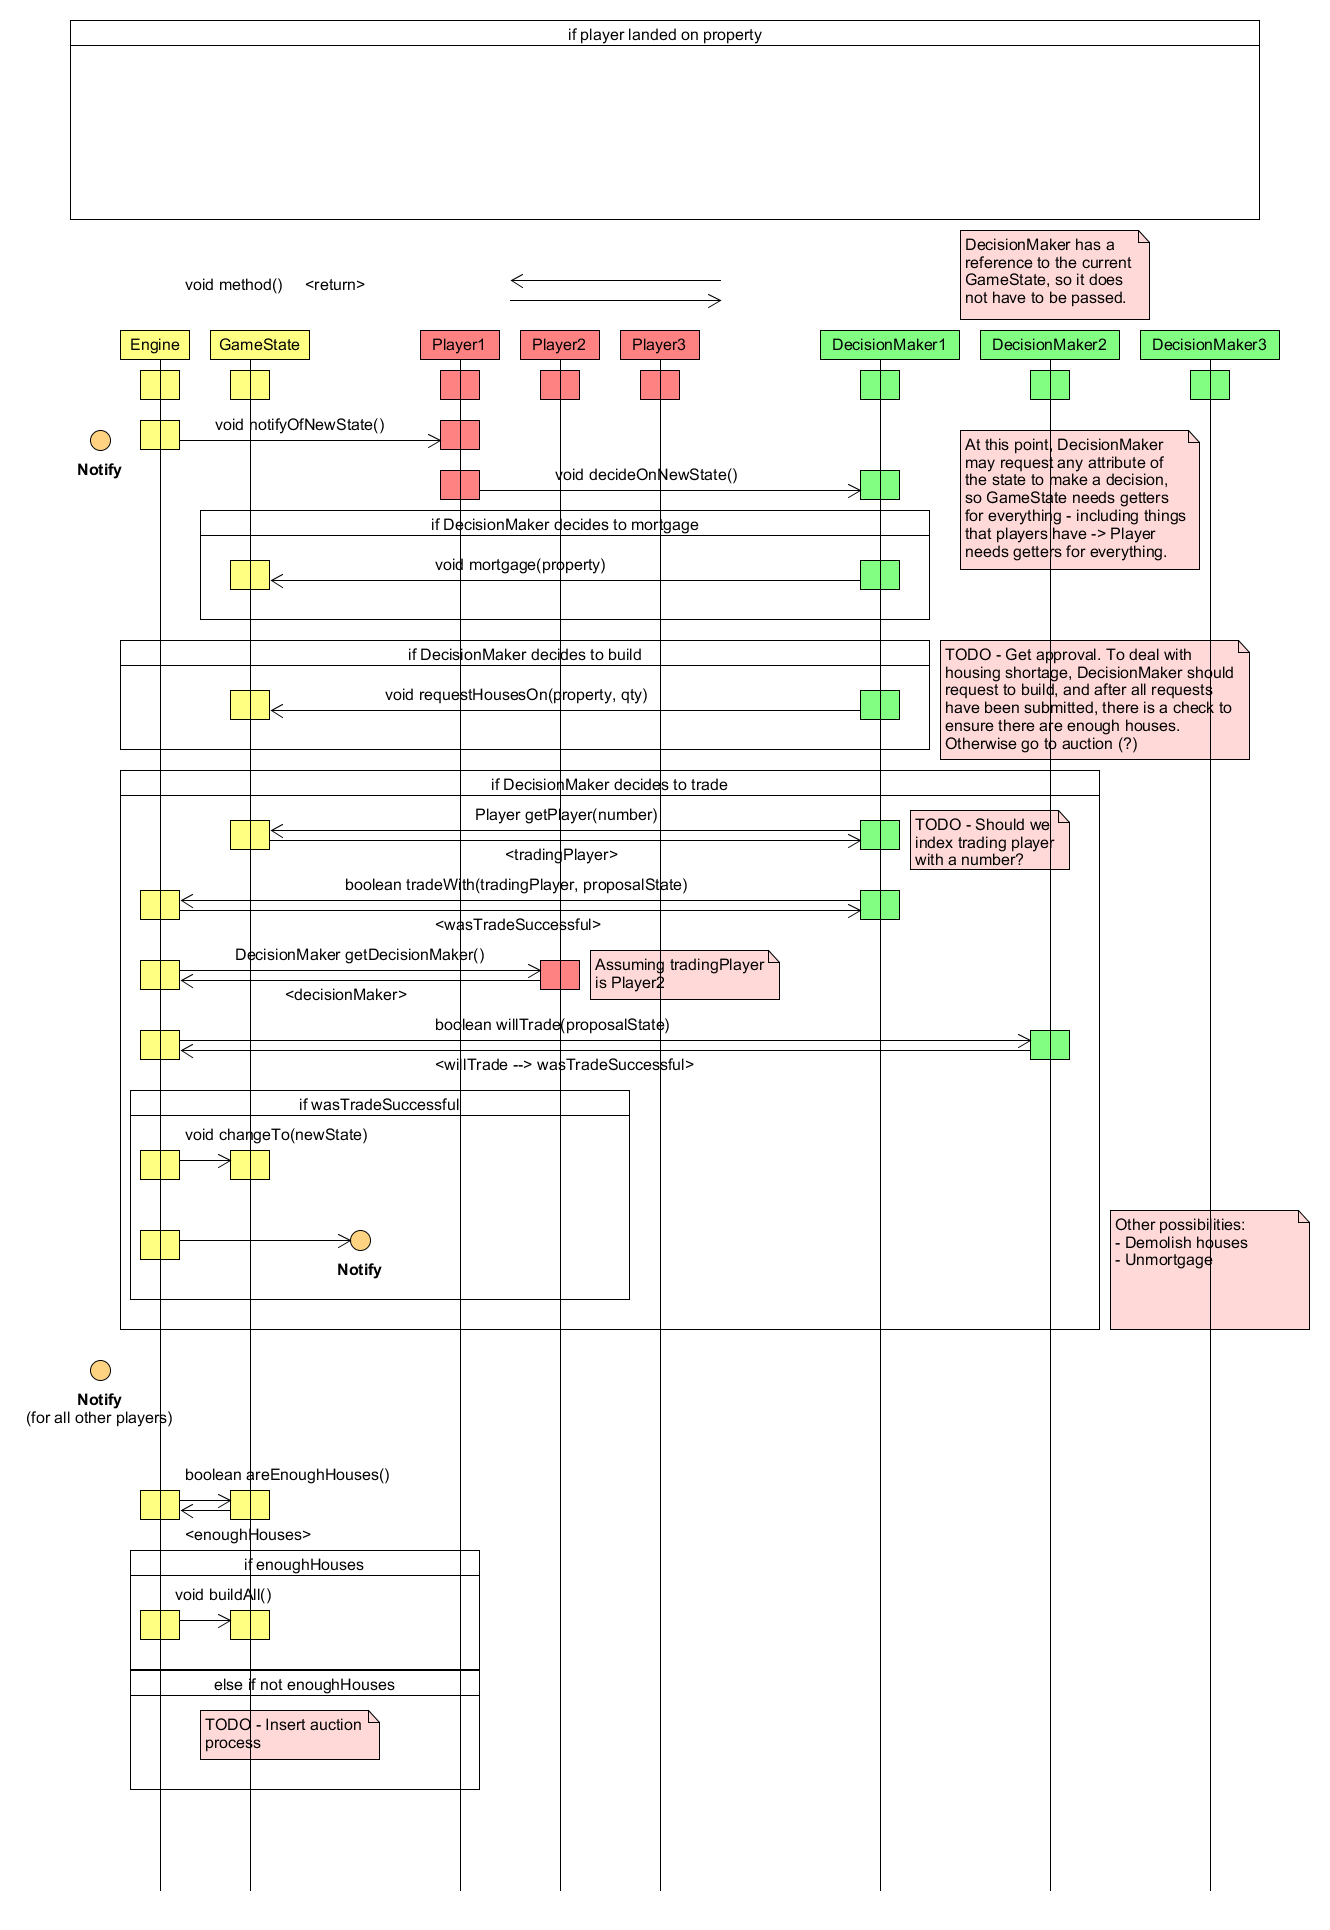 if player landed on property
DecisionMaker has a
reference to the current
GameState, so it does
not have to be passed.
void method()
<return>
Engine
GameState
Player1
Player2
Player3
DecisionMaker1
DecisionMaker2
DecisionMaker3
void notifyOfNewState()
Notify
void decideOnNewState()
At this point, DecisionMaker
may request any attribute of
the state to make a decision,
so GameState needs getters
for everything - including things
that players have -> Player
needs getters for everything.
if DecisionMaker decides to mortgage
void mortgage(property)
if DecisionMaker decides to build
void requestHousesOn(property, qty)
TODO - Get approval. To deal with
housing shortage, DecisionMaker should
request to build, and after all requests
have been submitted, there is a check to
ensure there are enough houses.
Otherwise go to auction (?)
if DecisionMaker decides to trade
Player getPlayer(number)
<tradingPlayer>
TODO - Should we
index trading player
with a number?
boolean tradeWith(tradingPlayer, proposalState)
<wasTradeSuccessful>
DecisionMaker getDecisionMaker()
<decisionMaker>
Assuming tradingPlayer
is Player2
boolean willTrade(proposalState)
<willTrade --> wasTradeSuccessful>
if wasTradeSuccessful
void changeTo(newState)
Notify
Other possibilities:
- Demolish houses
- Unmortgage
Notify
(for all other players)
boolean areEnoughHouses()
<enoughHouses>
if enoughHouses
void buildAll()
else if not enoughHouses
TODO - Insert auction
process